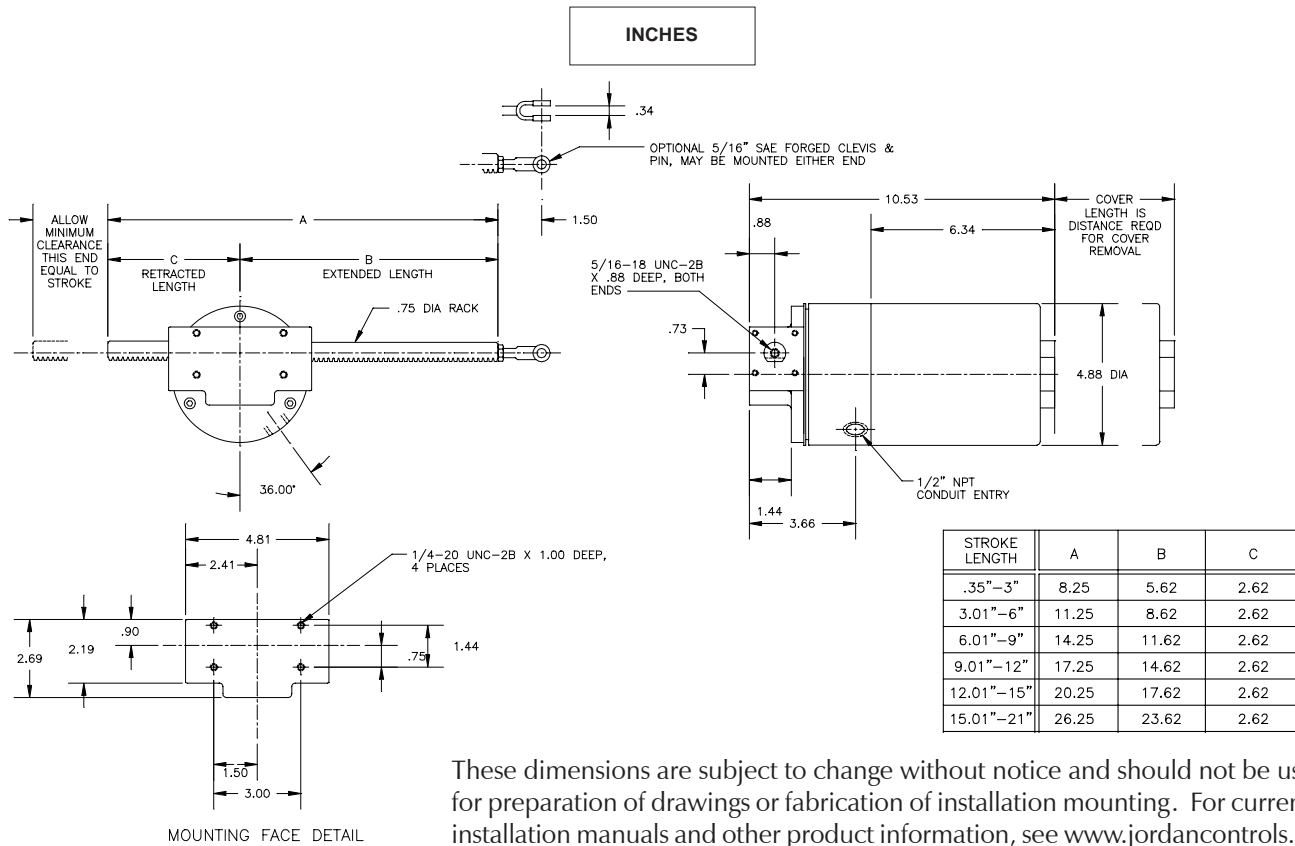 INCHES
.34
OPTIONAL 5/16" SAE FORGED CLEVIS &
PIN, MAY BE MOUNTED EITHER END
ALLOW
MINIMUM
CLEARANCE
THIS END
EQUAL TO
STROKE
A
1.50
C
RETRACTED
LENGTH
B
EXTENDED LENGTH
.75 DIA RACK
36.00°
10.53
COVER
LENGTH IS
DISTANCE REQD
FOR COVER
REMOVAL
.88
6.34
5/16-18 UNC-2B
X .88 DEEP, BOTH
ENDS
.73
4.88 DIA
1/2" NPT
CONDUIT ENTRY
1.44
3.66
4.81
2.41
1/4-20 UNC-2B X 1.00 DEEP,
4 PLACES
.90
2.69
2.19
.75
1.44
1.50
3.00
MOUNTING FACE DETAIL
STROKE
LENGTH
A B C
.35"-3" 8.25 5.62 2.62
3.01"-6" 11.25 8.62 2.62
6.01"-9" 14.25 11.62 2.62
9.01"-12" 17.25 14.62 2.62
12.01"-15" 20.25 17.62 2.62
15.01"-21" 26.25 23.62 2.62
These dimensions are subject to change without notice and should not be us
for preparation of drawings or fabrication of installation mounting. For curren
installation manuals and other product information, see www.jordancontrols.